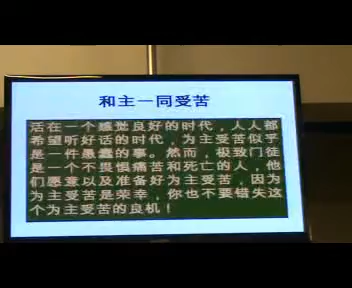 和主一同受苦
活在一个感觉良好的时代，人人都
希望听好话的时代，为主受苦似乎
是一件愚蠢的事。然而，极致门徒
是一个不畏惧痛苦和死亡的人，他
们愿意以及准备好为主受苦，因为
为主受苦是荣幸，你也不要错失这
个为主受苦的良机！